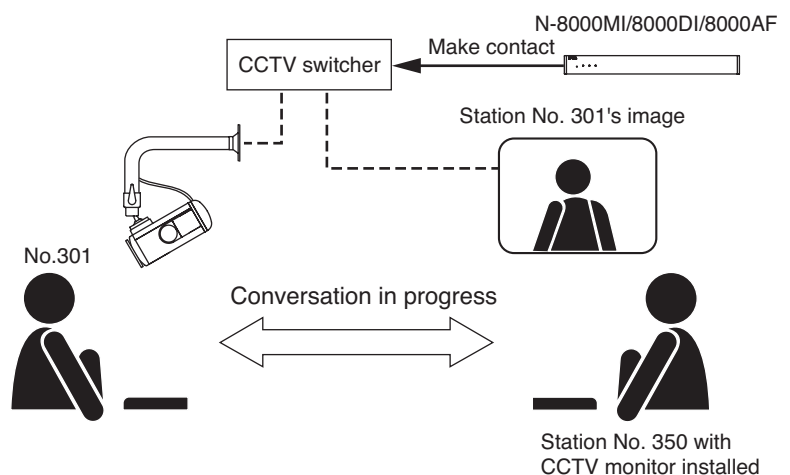 N-8000MI/8000DI/8000AF
Make contact
CCTV switcher
Station No. 301's image
No.301
Conversation in progress
Station No. 350 with
CCTV monitor installed